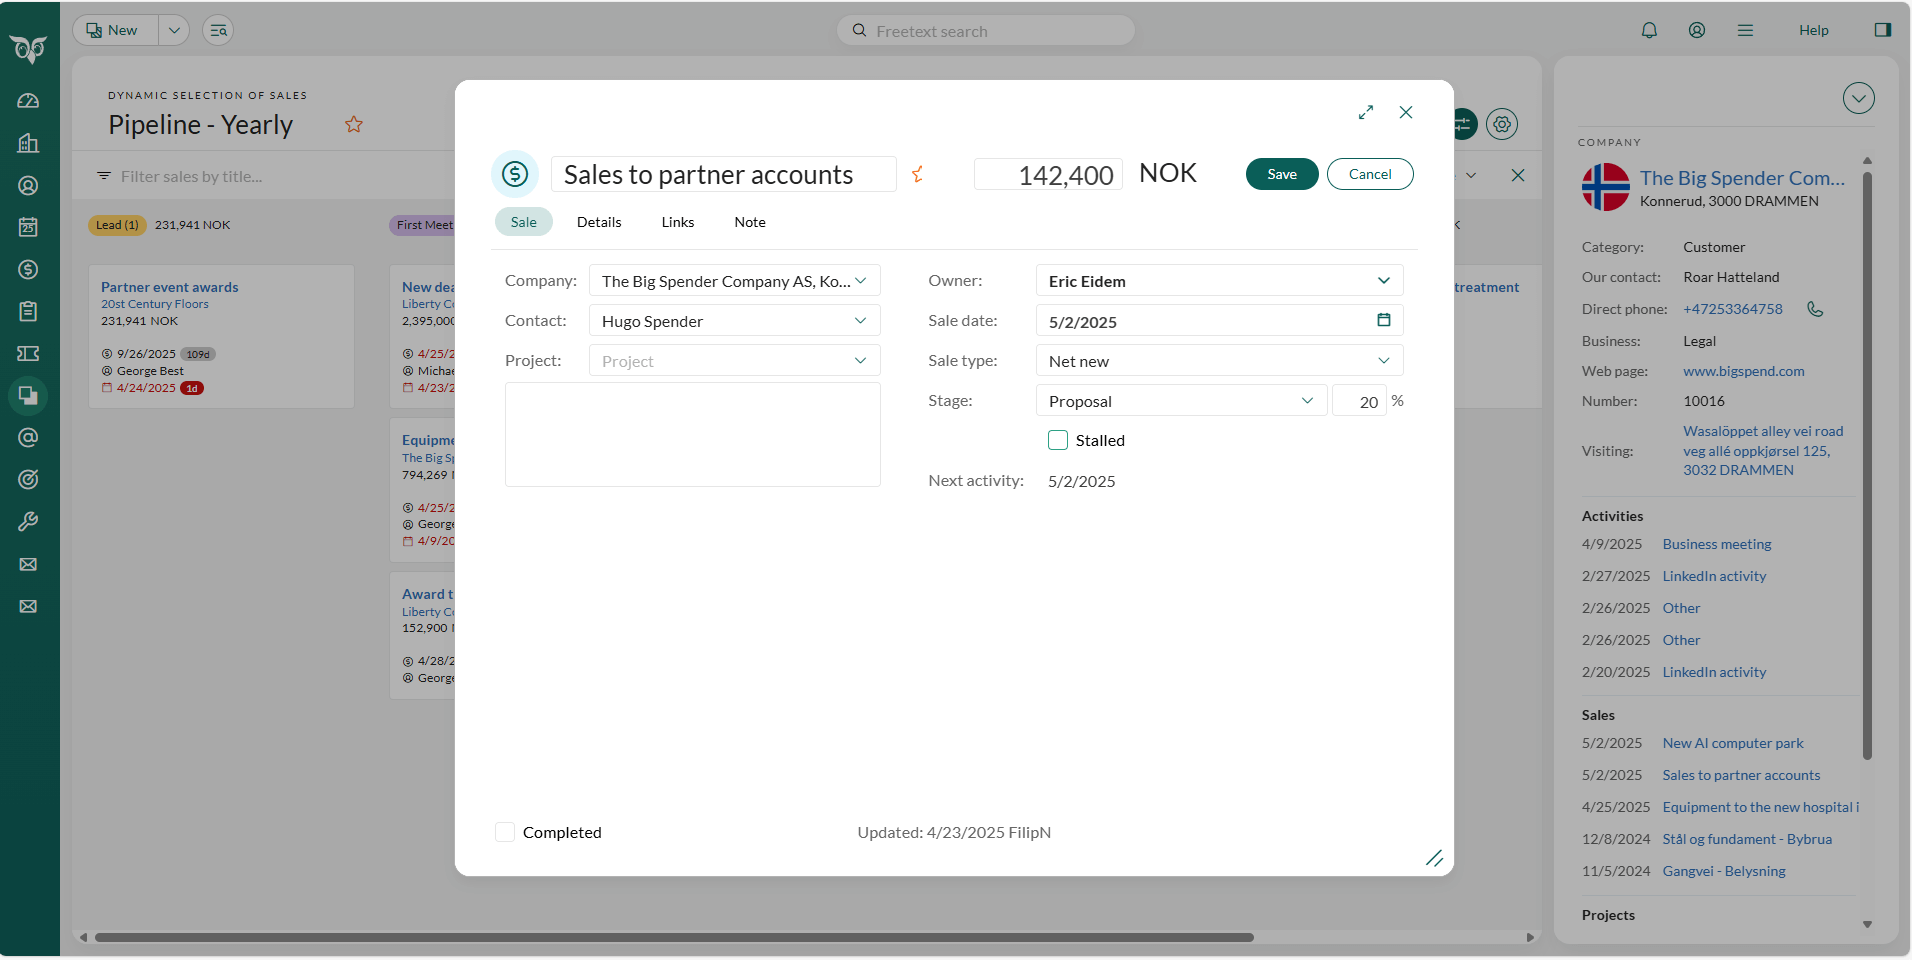 New
Freetext search
Help
DYNAMIC SELECTION OF SALES
Pipeline - Yearly
Filter sales by title...
Lead (1) 231,941 NOK
First Meet
Partner event awards
20st Century Floors
231,941 NOK
9/26/2025 109d
George Best
4/24/2025 1d
New dea
Liberty Co
2,395,000
4/25/2
Michae
4/23/2
Equipme
The Big Sp
794,269
4/25/2
George
4/9/20
Award t
Liberty Co
152,900
4/28/2
George
treatment
Sales to partner accounts
142,400 NOK
Save
Cancel
Sale
Details
Links
Note
Company: The Big Spender Company AS, Ko...
Contact: Hugo Spender
Project: Project
Owner: Eric Eidem
Sale date: 5/2/2025
Sale type: Net new
Stage: Proposal 20 %
Stalled
Next activity: 5/2/2025
Completed
Updated: 4/23/2025 FilipN
COMPANY
The Big Spender Com...
Konnerud, 3000 DRAMMEN
Category: Customer
Our contact: Roar Hatteland
Direct phone: +47253364758
Business: Legal
Web page: www.bigspend.com
Number: 10016
Visiting: Wasalöppet alley vei road
veg allé oppkjørsel 125,
3032 DRAMMEN
Activities
4/9/2025 Business meeting
2/27/2025 LinkedIn activity
2/26/2025 Other
2/26/2025 Other
2/20/2025 LinkedIn activity
Sales
5/2/2025 New AI computer park
5/2/2025 Sales to partner accounts
4/25/2025 Equipment to the new hospital i
12/8/2024 Stål og fundament - Bybrua
11/5/2024 Gangvei - Belysning
Projects